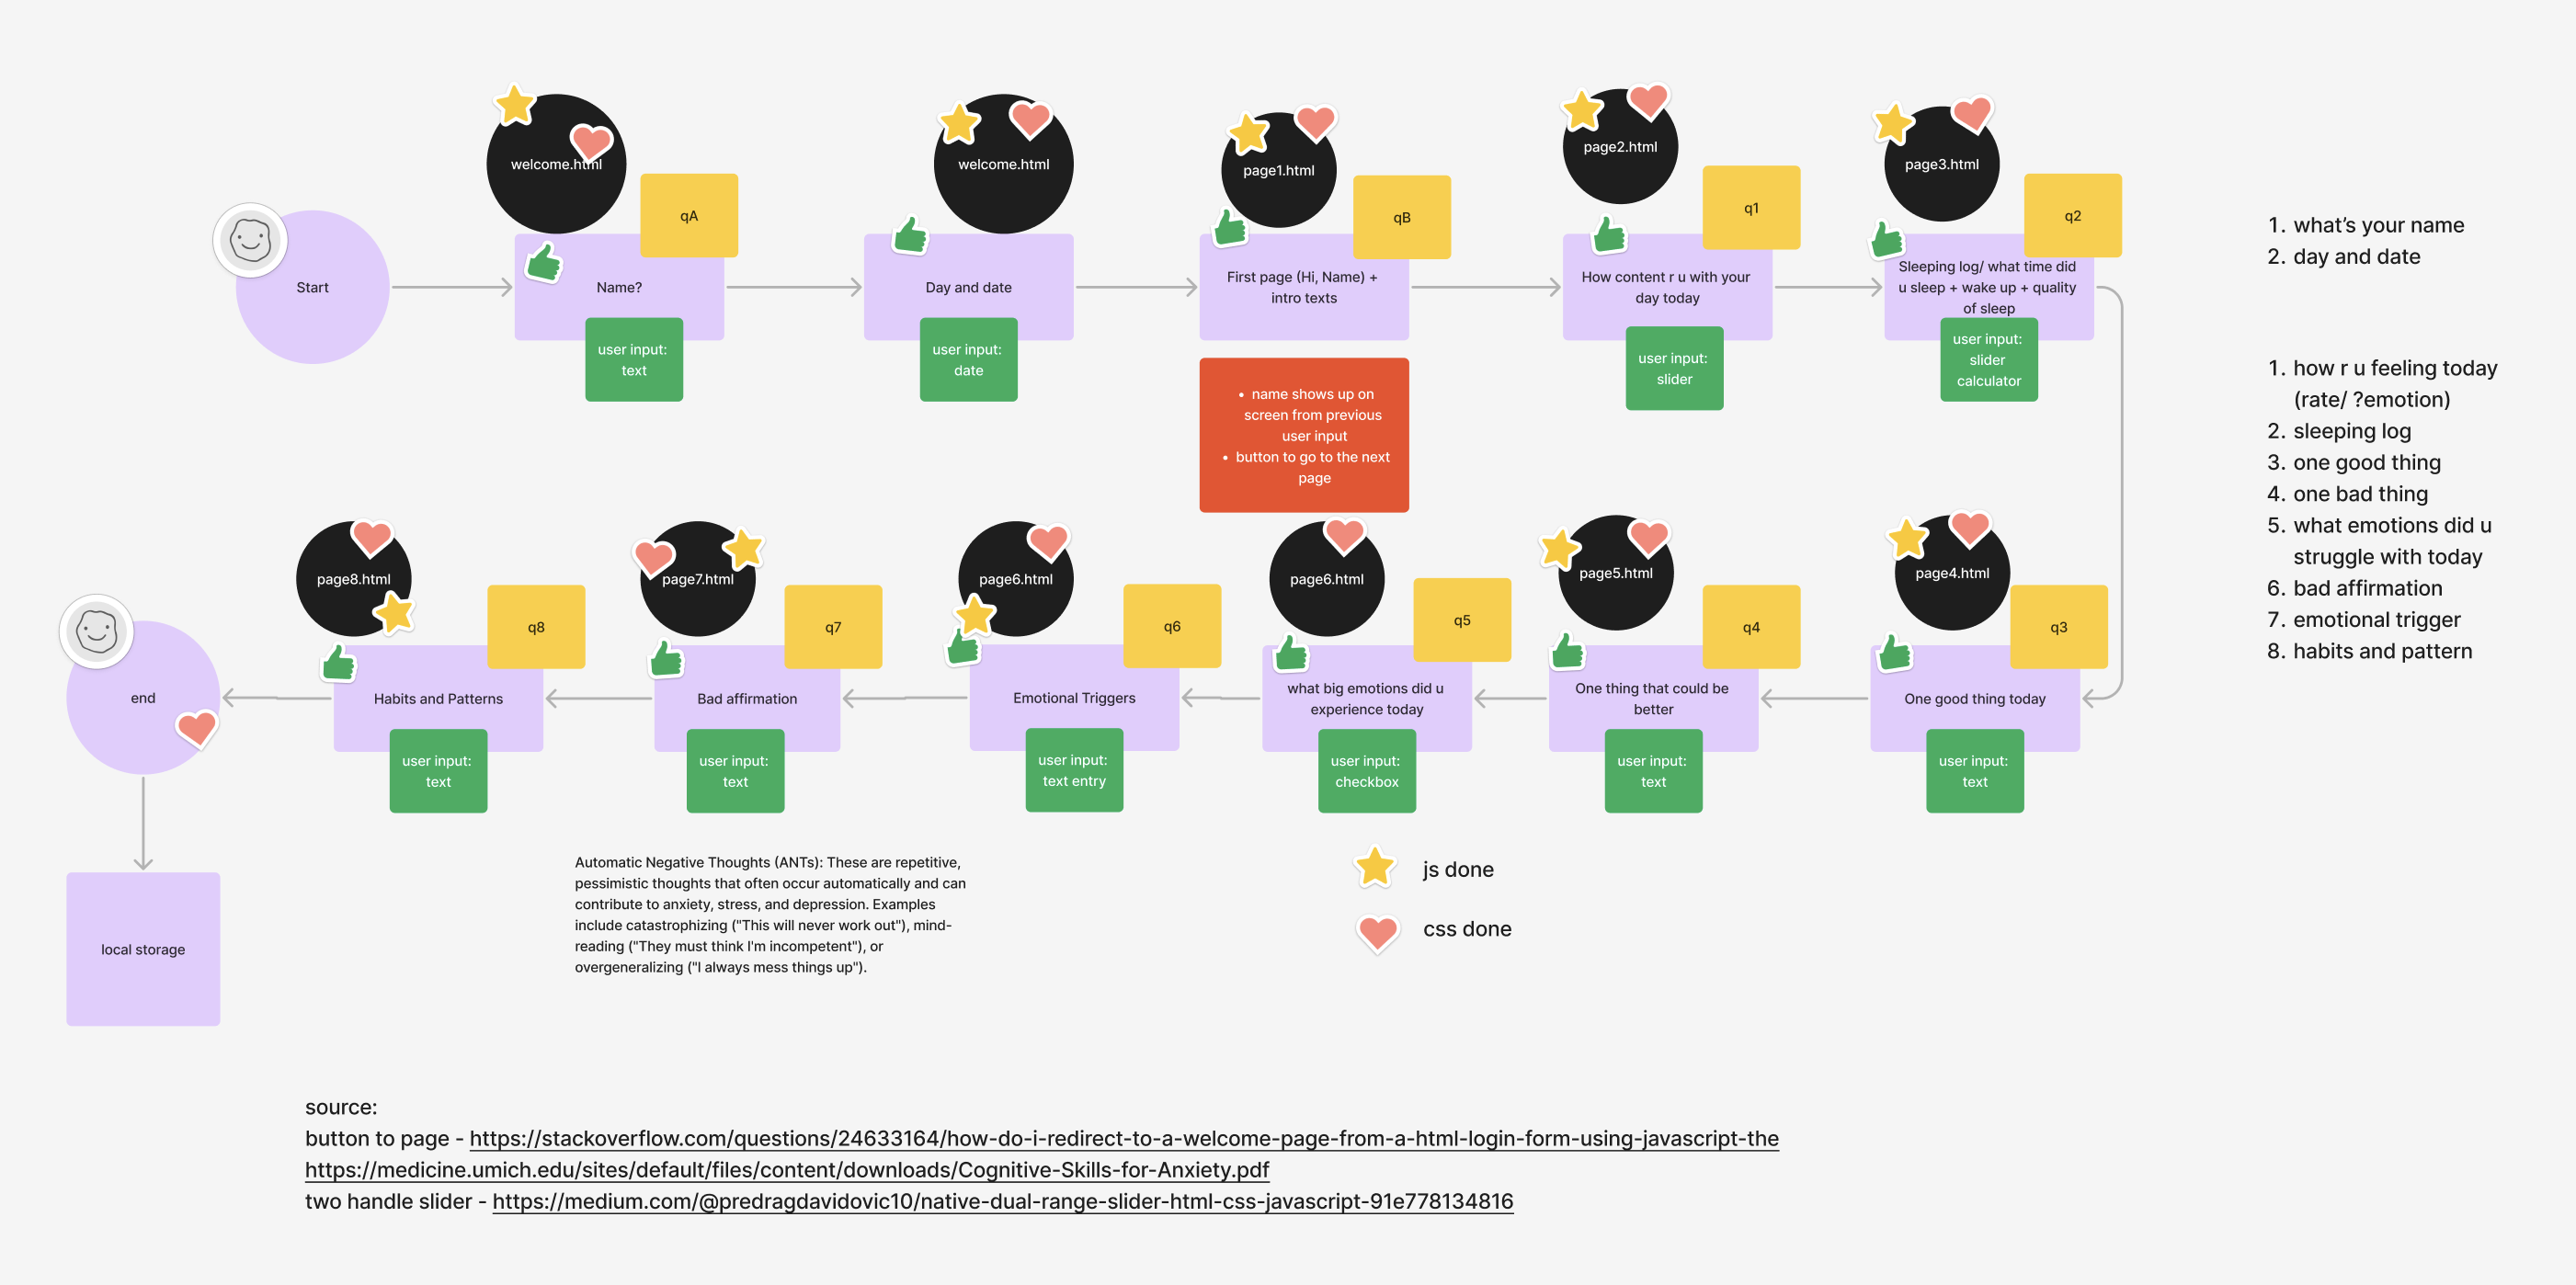 welcome.html
qA
Start
Name?
user input:
text
welcome.html
Day and date
user input:
date
page1.html
qB
First page (Hi, Name) +
intro texts
• name shows up on
screen from previous
user input
• button to go to the next
page
page2.html
q1
How content r u with your
day today
user input:
slider
page3.html
q2
Sleeping log/ what time did
u sleep + wake up + quality
of sleep
user input:
slider
calculator
1. what's your name
2. day and date
1. how r u feeling today
(rate/ ?emotion)
2. sleeping log
3. one good thing
4. one bad thing
5. what emotions did u
struggle with today
6. bad affirmation
7. emotional trigger
8. habits and pattern
page4.html
q3
One good thing today
user input:
text
page5.html
q4
One thing that could be
better
user input:
text
page6.html
q5
what big emotions did u
experience today
user input:
checkbox
page6.html
q6
Emotional Triggers
user input:
text entry
page7.html
q7
Bad affirmation
user input:
text
page8.html
q8
Habits and Patterns
user input:
text
end
local storage
Automatic Negative Thoughts (ANTs): These are repetitive,
pessimistic thoughts that often occur automatically and can
contribute to anxiety, stress, and depression. Examples
include catastrophizing ("This will never work out"), mind-
reading ("They must think I'm incompetent"), or
overgeneralizing ("I always mess things up").
js done
css done
source:
button to page - https://stackoverflow.com/questions/24633164/how-do-i-redirect-to-a-welcome-page-from-a-html-login-form-using-javascript-the
https://medicine.umich.edu/sites/default/files/content/downloads/Cognitive-Skills-for-Anxiety.pdf
two handle slider - https://medium.com/@predragdavidovic10/native-dual-range-slider-html-css-javascript-91e778134816